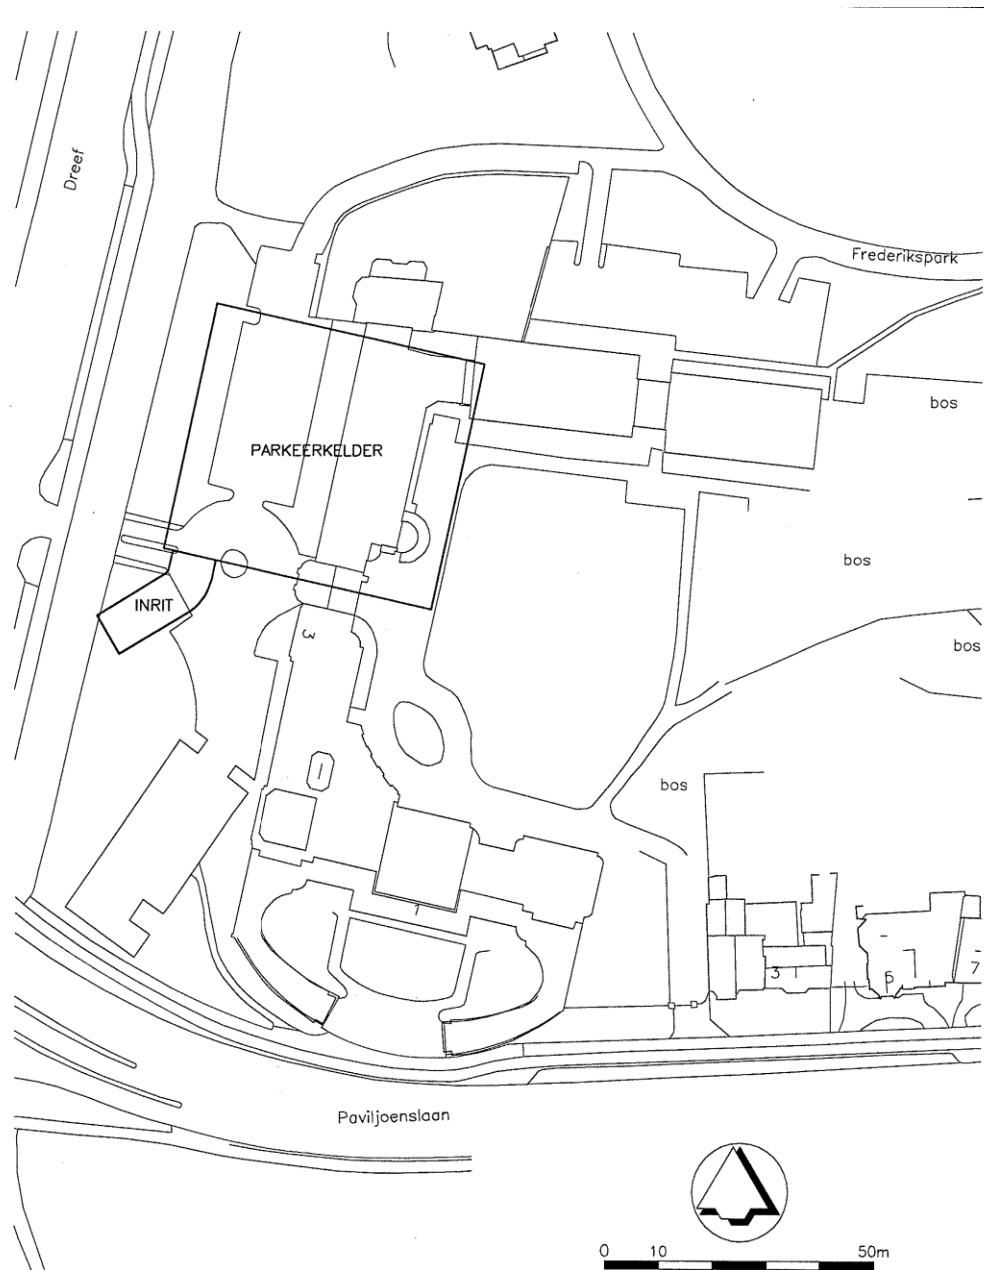 Dreef
Frederikspark
bos
PARKEERKELDER
bos
INRIT
3
bos
bos
1
3
5
7
Paviljoenslaan
0 10 50m